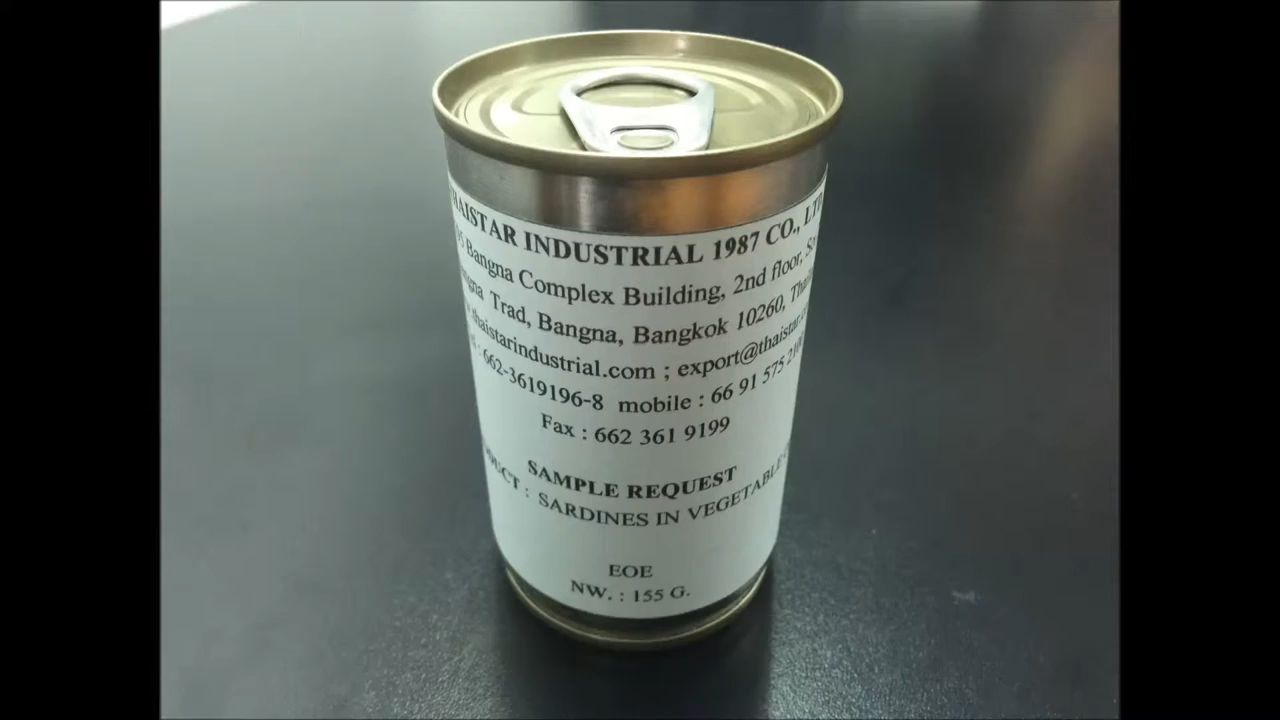 THAISTAR INDUSTRIAL 1987 CO., LTD
Bangna Complex Building, 2nd floor,
Trad, Bangna, Bangkok 10260,
thaistarindustrial.com ; export@thaistar
662-3619196-8 mobile : 66 91 575
Fax : 662 361 9199
SAMPLE REQUEST
PRODUCT : SARDINES IN VEGETABLE
EOE
NW. : 155 G.